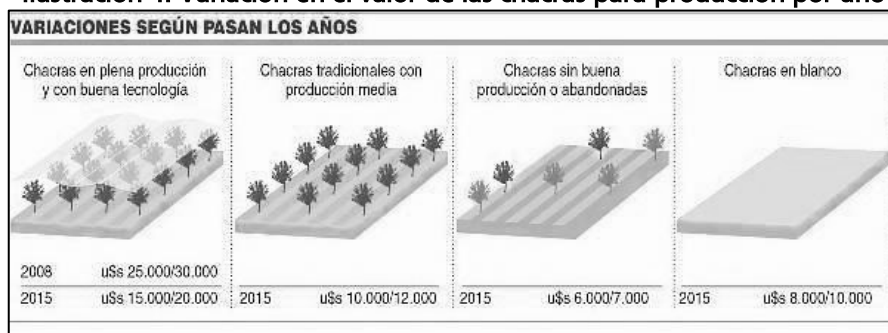 VARIACIONES SEGÚN PASAN LOS AÑOS
Chacras en plena producción
y con buena tecnología
Chacras tradicionales con
producción media
Chacras sin buena
producción o abandonadas
Chacras en blanco
2008 u$s 25.000/30.000
2015 u$s 15.000/20.000
2015 u$s 10.000/12.000
2015 u$s 6.000/7.000
2015 u$s 8.000/10.000